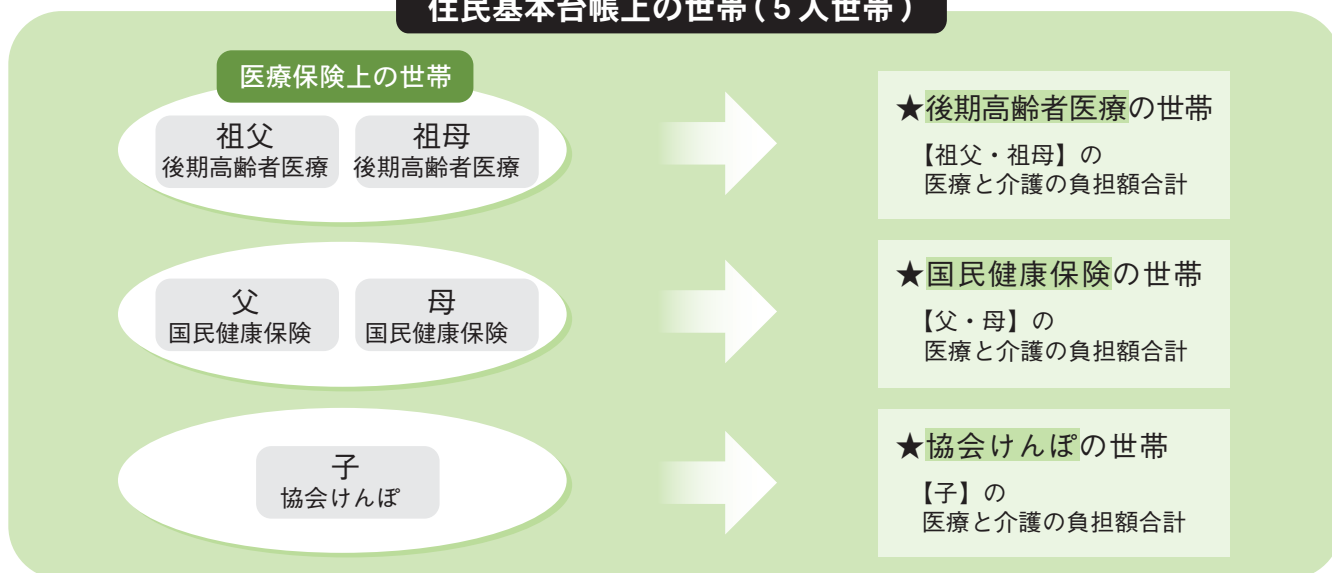 住民基本台帳上の世帯(5人世帯)
医療保険上の世帯
祖父
後期高齢者医療
祖母
後期高齢者医療
★後期高齢者医療の世帯
【祖父・祖母】の
医療と介護の負担額合計
父
国民健康保険
母
国民健康保険
★国民健康保険の世帯
【父・母】の
医療と介護の負担額合計
子
協会けんぽ
★協会けんぽの世帯
【子】の
医療と介護の負担額合計